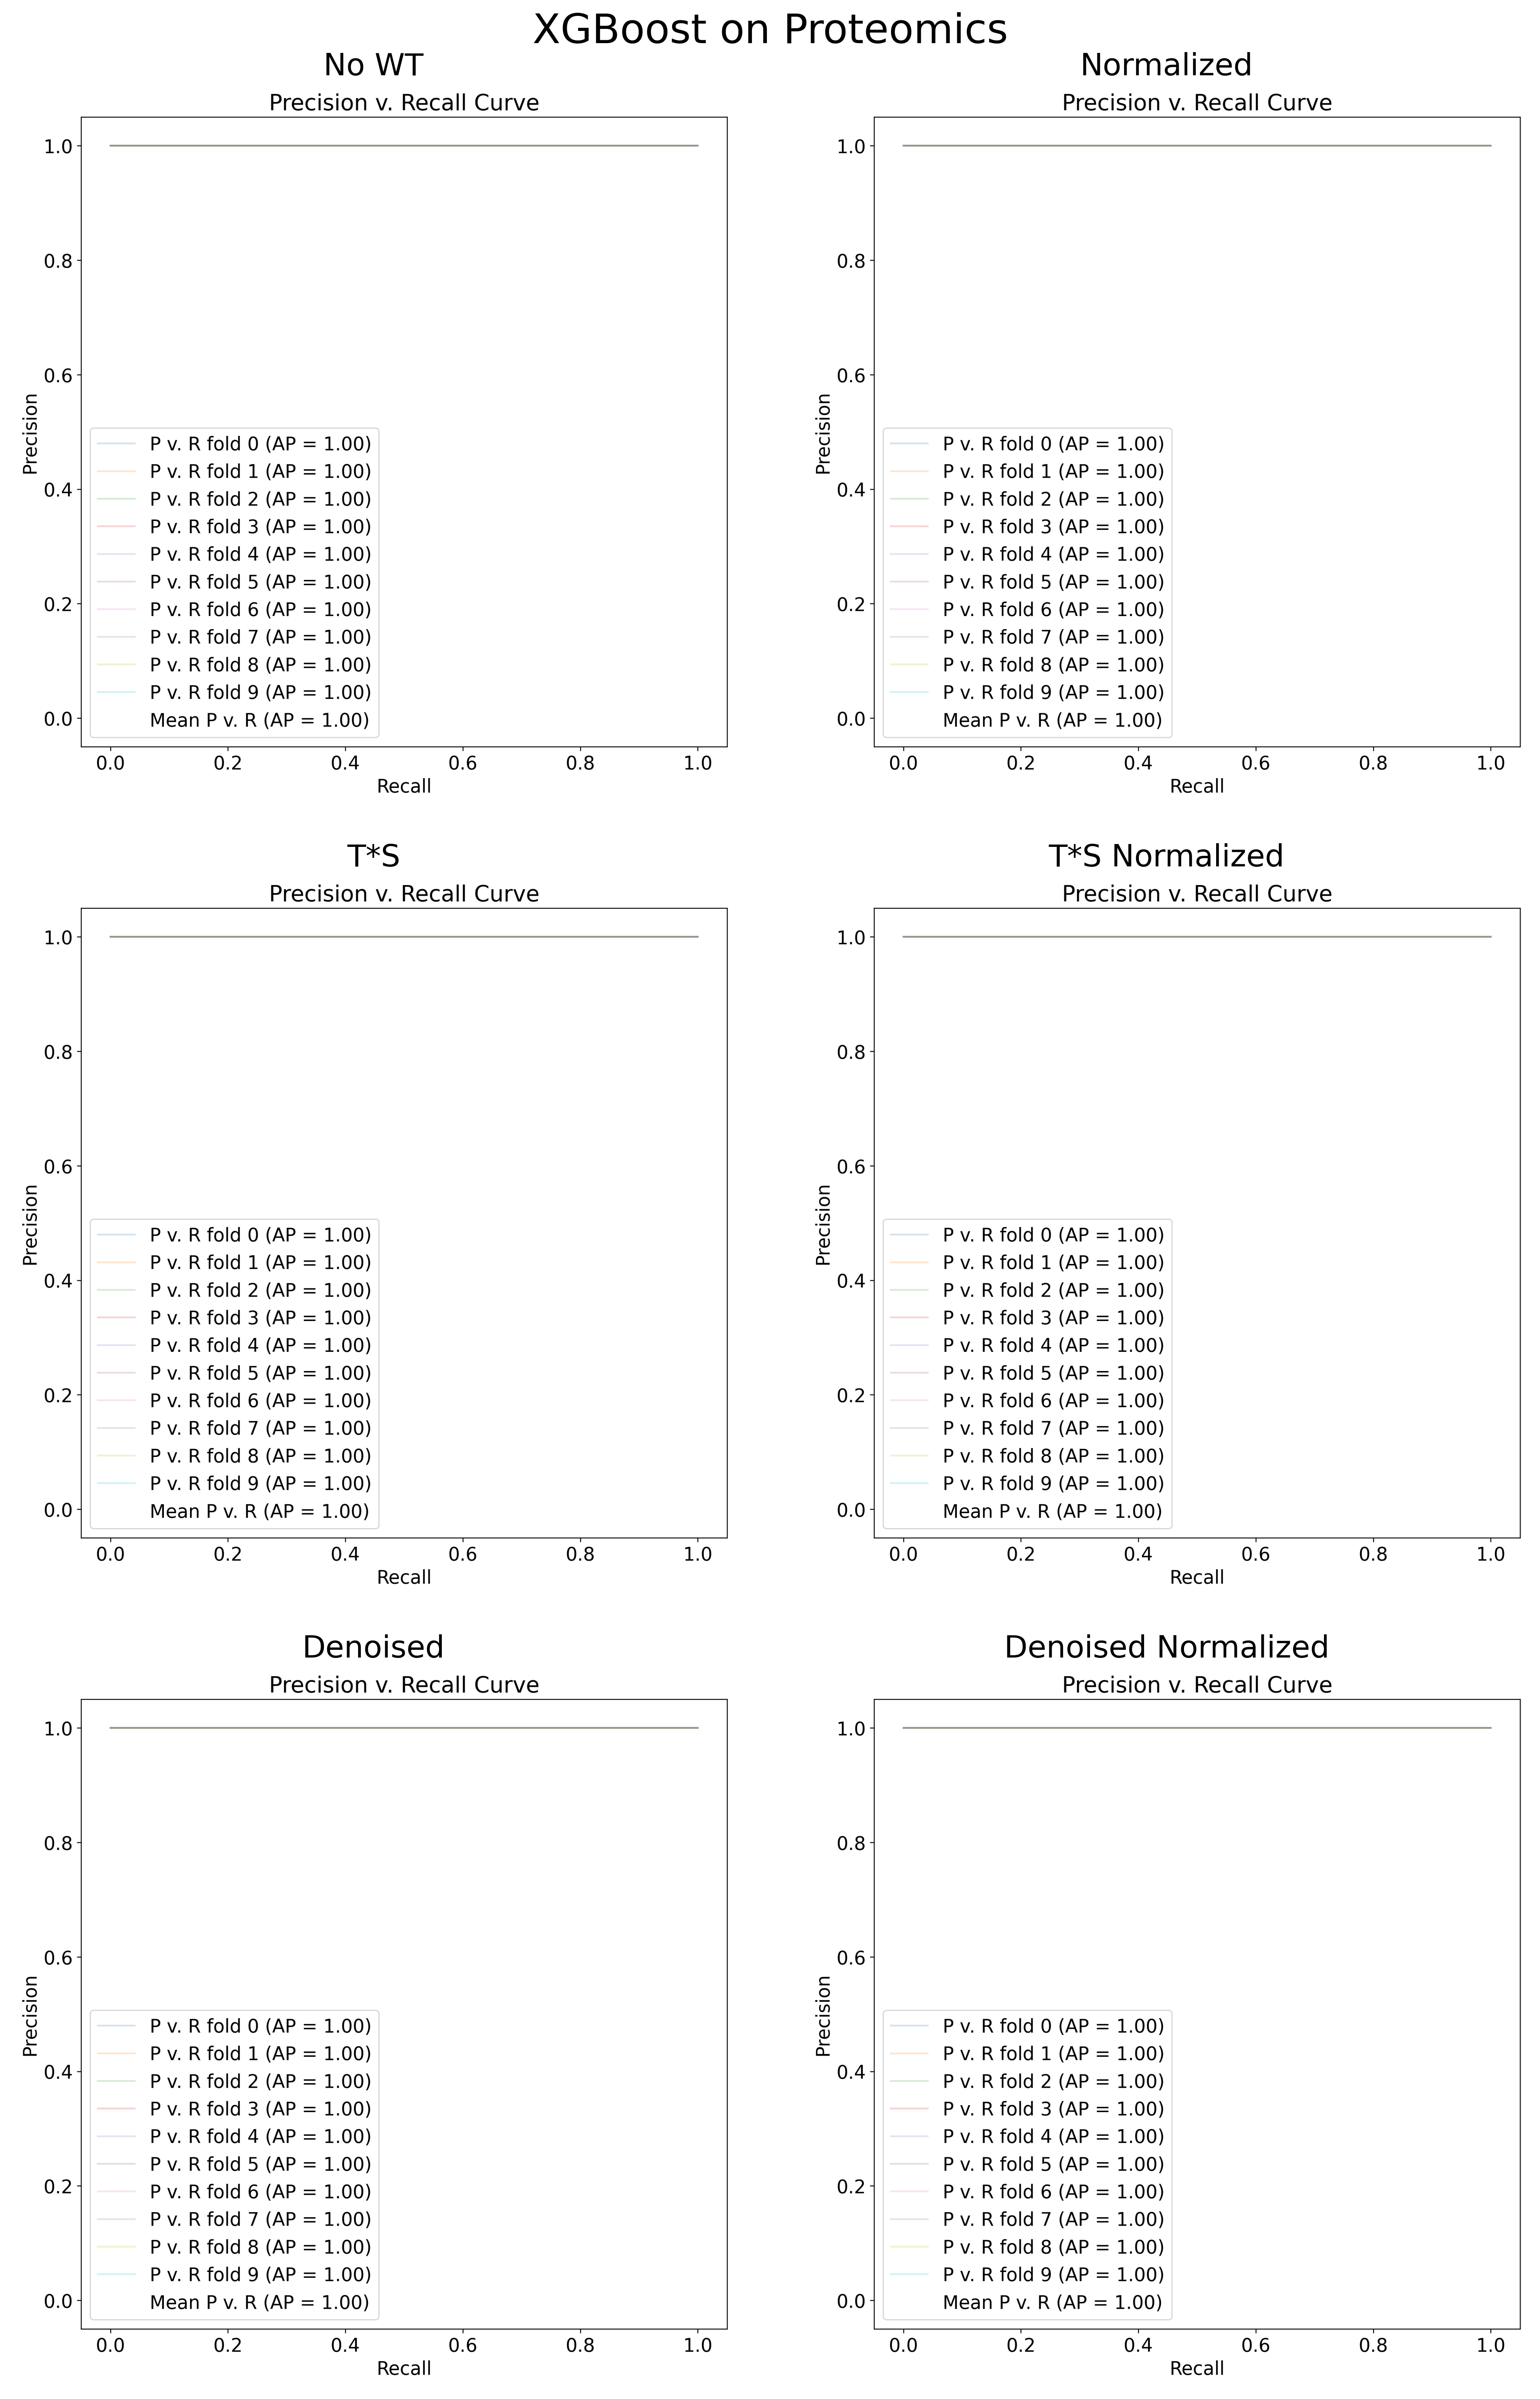 XGBoost on Proteomics
No WT
Precision v. Recall Curve
1.0
0.8
0.6
0.4
0.2
0.0
Precision
P v. R fold 0 (AP = 1.00)
P v. R fold 1 (AP = 1.00)
P v. R fold 2 (AP = 1.00)
P v. R fold 3 (AP = 1.00)
P v. R fold 4 (AP = 1.00)
P v. R fold 5 (AP = 1.00)
P v. R fold 6 (AP = 1.00)
P v. R fold 7 (AP = 1.00)
P v. R fold 8 (AP = 1.00)
P v. R fold 9 (AP = 1.00)
Mean P v. R (AP = 1.00)
0.0 0.2 0.4 0.6 0.8 1.0
Recall
Normalized
Precision v. Recall Curve
1.0
0.8
0.6
0.4
0.2
0.0
Precision
P v. R fold 0 (AP = 1.00)
P v. R fold 1 (AP = 1.00)
P v. R fold 2 (AP = 1.00)
P v. R fold 3 (AP = 1.00)
P v. R fold 4 (AP = 1.00)
P v. R fold 5 (AP = 1.00)
P v. R fold 6 (AP = 1.00)
P v. R fold 7 (AP = 1.00)
P v. R fold 8 (AP = 1.00)
P v. R fold 9 (AP = 1.00)
Mean P v. R (AP = 1.00)
0.0 0.2 0.4 0.6 0.8 1.0
Recall
T*S
Precision v. Recall Curve
1.0
0.8
0.6
0.4
0.2
0.0
Precision
P v. R fold 0 (AP = 1.00)
P v. R fold 1 (AP = 1.00)
P v. R fold 2 (AP = 1.00)
P v. R fold 3 (AP = 1.00)
P v. R fold 4 (AP = 1.00)
P v. R fold 5 (AP = 1.00)
P v. R fold 6 (AP = 1.00)
P v. R fold 7 (AP = 1.00)
P v. R fold 8 (AP = 1.00)
P v. R fold 9 (AP = 1.00)
Mean P v. R (AP = 1.00)
0.0 0.2 0.4 0.6 0.8 1.0
Recall
T*S Normalized
Precision v. Recall Curve
1.0
0.8
0.6
0.4
0.2
0.0
Precision
P v. R fold 0 (AP = 1.00)
P v. R fold 1 (AP = 1.00)
P v. R fold 2 (AP = 1.00)
P v. R fold 3 (AP = 1.00)
P v. R fold 4 (AP = 1.00)
P v. R fold 5 (AP = 1.00)
P v. R fold 6 (AP = 1.00)
P v. R fold 7 (AP = 1.00)
P v. R fold 8 (AP = 1.00)
P v. R fold 9 (AP = 1.00)
Mean P v. R (AP = 1.00)
0.0 0.2 0.4 0.6 0.8 1.0
Recall
Denoised
Precision v. Recall Curve
1.0
0.8
0.6
0.4
0.2
0.0
Precision
P v. R fold 0 (AP = 1.00)
P v. R fold 1 (AP = 1.00)
P v. R fold 2 (AP = 1.00)
P v. R fold 3 (AP = 1.00)
P v. R fold 4 (AP = 1.00)
P v. R fold 5 (AP = 1.00)
P v. R fold 6 (AP = 1.00)
P v. R fold 7 (AP = 1.00)
P v. R fold 8 (AP = 1.00)
P v. R fold 9 (AP = 1.00)
Mean P v. R (AP = 1.00)
0.0 0.2 0.4 0.6 0.8 1.0
Recall
Denoised Normalized
Precision v. Recall Curve
1.0
0.8
0.6
0.4
0.2
0.0
Precision
P v. R fold 0 (AP = 1.00)
P v. R fold 1 (AP = 1.00)
P v. R fold 2 (AP = 1.00)
P v. R fold 3 (AP = 1.00)
P v. R fold 4 (AP = 1.00)
P v. R fold 5 (AP = 1.00)
P v. R fold 6 (AP = 1.00)
P v. R fold 7 (AP = 1.00)
P v. R fold 8 (AP = 1.00)
P v. R fold 9 (AP = 1.00)
Mean P v. R (AP = 1.00)
0.0 0.2 0.4 0.6 0.8 1.0
Recall